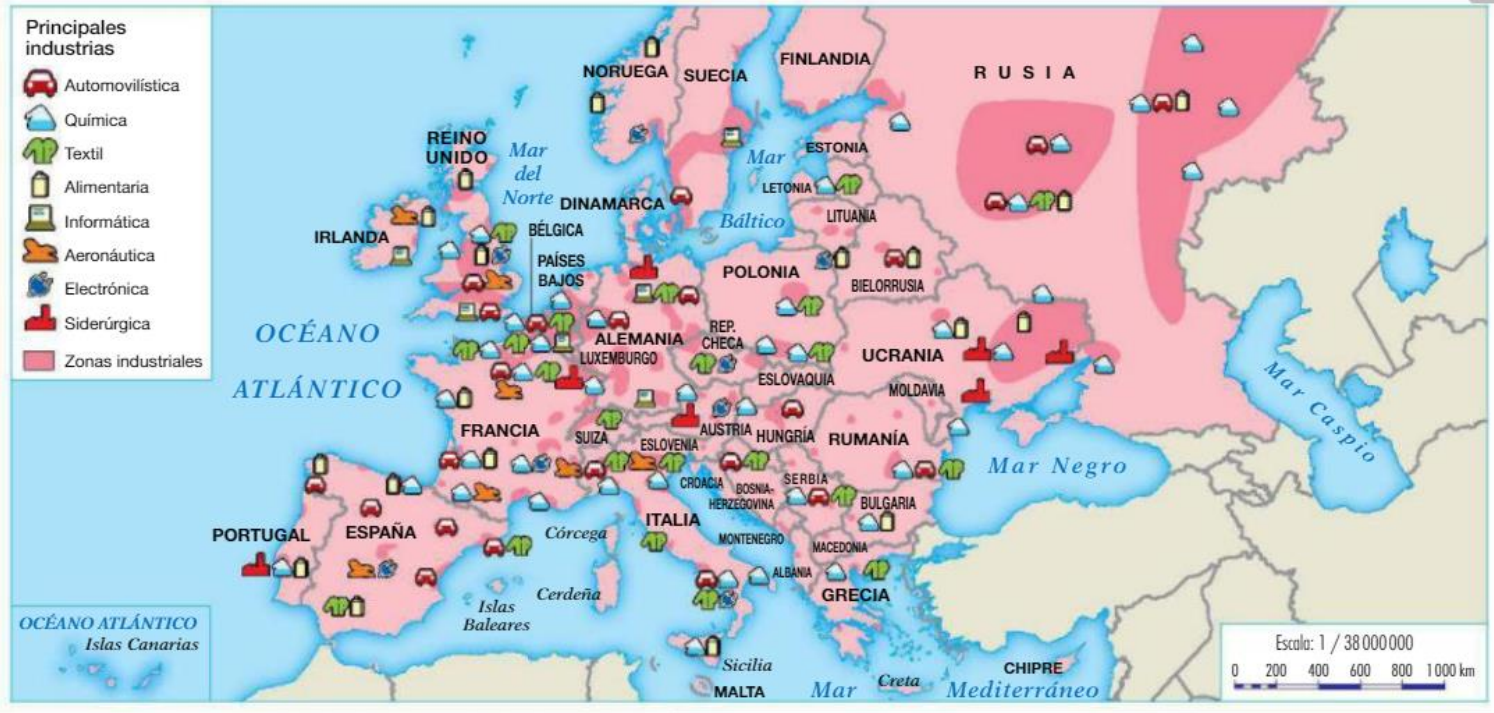 Principales
industrias
Automovilística
Química
Textil
Alimentaria
Informática
Aeronáutica
Electrónica
Siderúrgica
Zonas industriales
NORUEGA
SUECIA
FINLANDIA
RUSIA
REINO
UNIDO
Mar
del
Norte
Mar
Báltico
ESTONIA
LETONIA
LITUANIA
DINAMARCA
IRLANDA
BÉLGICA
PAÍSES
BAJOS
POLONIA
BIELORRUSIA
OCÉANO
ATLÁNTICO
ALEMANIA
LUXEMBURGO
REP.
CHECA
ESLOVAQUIA
UCRANIA
MOLDAVIA
FRANCIA
SUIZA
AUSTRIA
HUNGRÍA
RUMANÍA
ESLOVENIA
CROACIA
BOSNIA-
HERZEGOVINA
SERBIA
BULGARIA
Mar Negro
Mar Caspio
PORTUGAL
ESPAÑA
Córcega
ITALIA
MONTENEGRO
MACEDONIA
ALBANIA
GRECIA
Cerdeña
Islas
Baleares
Sicilia
MALTA
Creta
CHIPRE
Mar Mediterráneo
OCÉANO ATLÁNTICO
Islas Canarias
Escala: 1 / 38 000 000
0 200 400 600 800 1 000 km